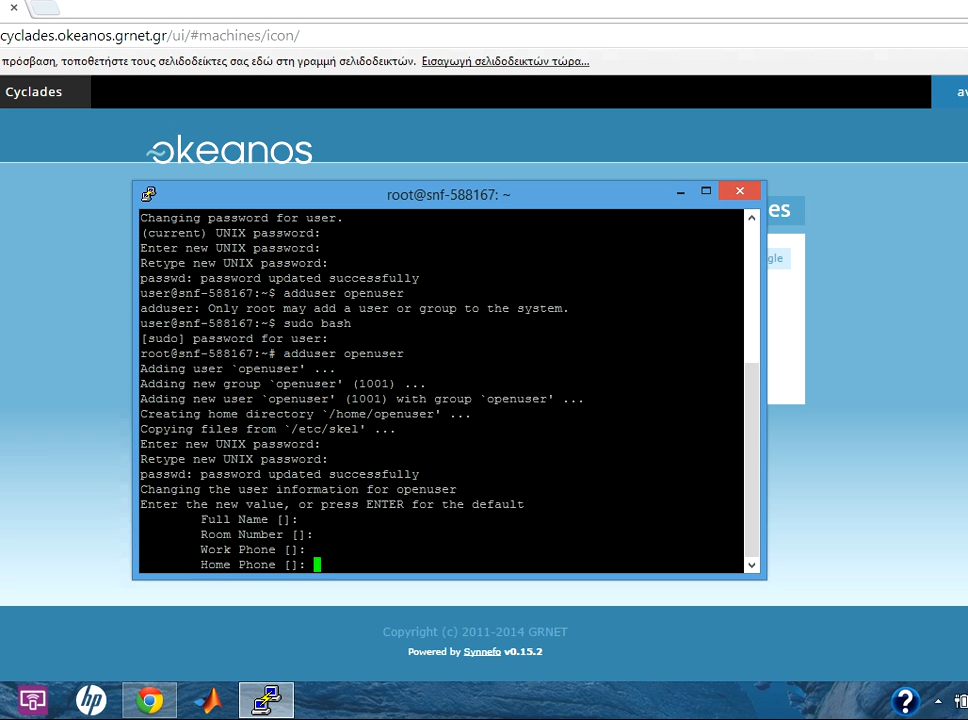 cyclades.okeanos.grnet.gr/ui/#machines/icon/
πρόσβαση, τοποθετήστε τους σελιδοδείκτες σας εδώ στη γραμμή σελιδοδεικτών. Εισαγωγή σελιδοδεικτών τώρα...
Cyclades
okeanos
root@snf-588167: ~
Changing password for user.
(current) UNIX password:
Enter new UNIX password:
Retype new UNIX password:
passwd: password updated successfully
user@snf-588167:~$ adduser openuser
adduser: Only root may add a user or group to the system.
user@snf-588167:~$ sudo bash
[sudo] password for user:
root@snf-588167:~# adduser openuser
Adding user `openuser' ...
Adding new group `openuser' (1001) ...
Adding new user `openuser' (1001) with group `openuser' ...
Creating home directory `/home/openuser' ...
Copying files from `/etc/skel' ...
Enter new UNIX password:
Retype new UNIX password:
passwd: password updated successfully
Changing the user information for openuser
Enter the new value, or press ENTER for the default
Full Name []:
Room Number []:
Work Phone []:
Home Phone []:
Copyright (c) 2011-2014 GRNET
Powered by Synnefo v0.15.2
hp